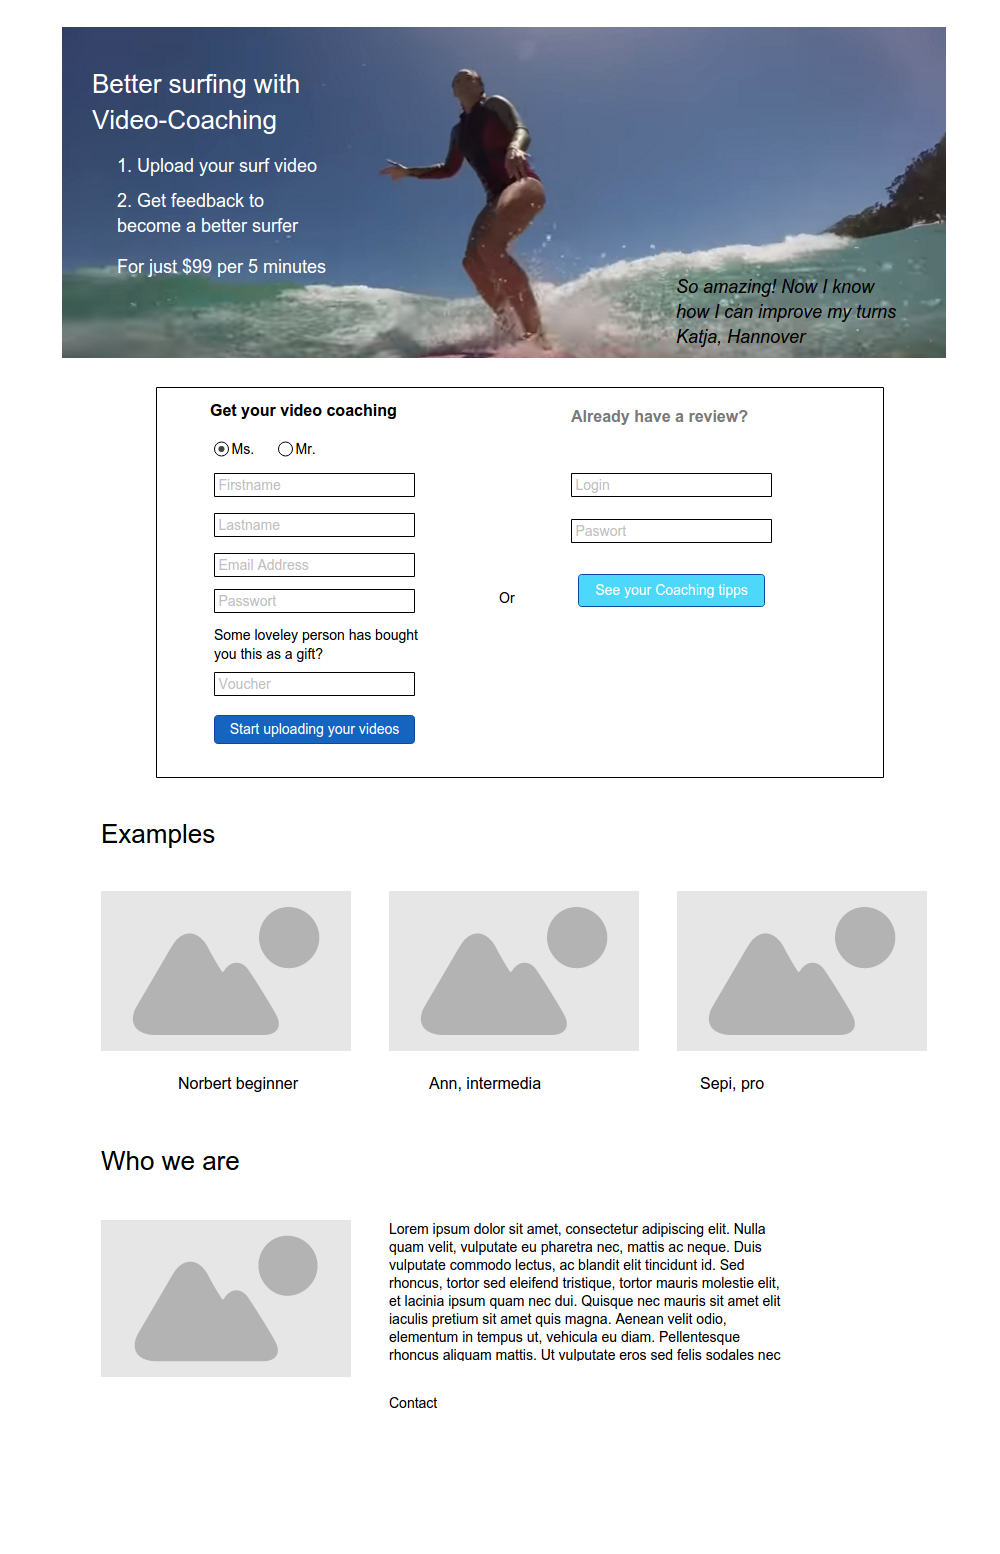 Better surfing with
Video-Coaching
1. Upload your surf video
2. Get feedback to
become a better surfer
For just $99 per 5 minutes
So amazing! Now I know
how I can improve my turns
Katja, Hannover
Get your video coaching
Ms. Mr.
Firstname
Lastname
Email Address
Passwort
Some loveley person has bought
you this as a gift?
Voucher
Start uploading your videos
Or
Already have a review?
Login
Paswort
See your Coaching tipps
Examples
Norbert beginner
Ann, intermedia
Sepi, pro
Who we are
Lorem ipsum dolor sit amet, consectetur adipiscing elit. Nulla
quam velit, vulputate eu pharetra nec, mattis ac neque. Duis
vulputate commodo lectus, ac blandit elit tincidunt id. Sed
rhoncus, tortor sed eleifend tristique, tortor mauris molestie elit,
et lacinia ipsum quam nec dui. Quisque nec mauris sit amet elit
iaculis pretium sit amet quis magna. Aenean velit odio,
elementum in tempus ut, vehicula eu diam. Pellentesque
rhoncus aliquam mattis. Ut vulputate eros sed felis sodales nec
Contact